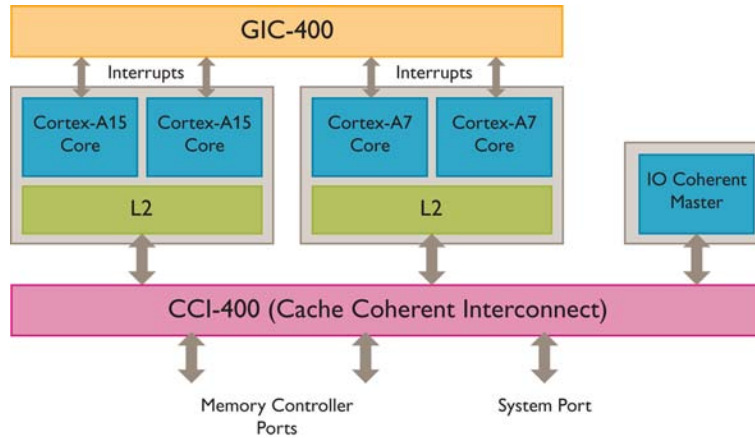 GIC-400
Interrupts
Interrupts
Cortex-A15
Core
Cortex-A15
Core
Cortex-A7
Core
Cortex-A7
Core
L2
L2
IO Coherent
Master
CCI-400 (Cache Coherent Interconnect)
Memory Controller
Ports
System Port